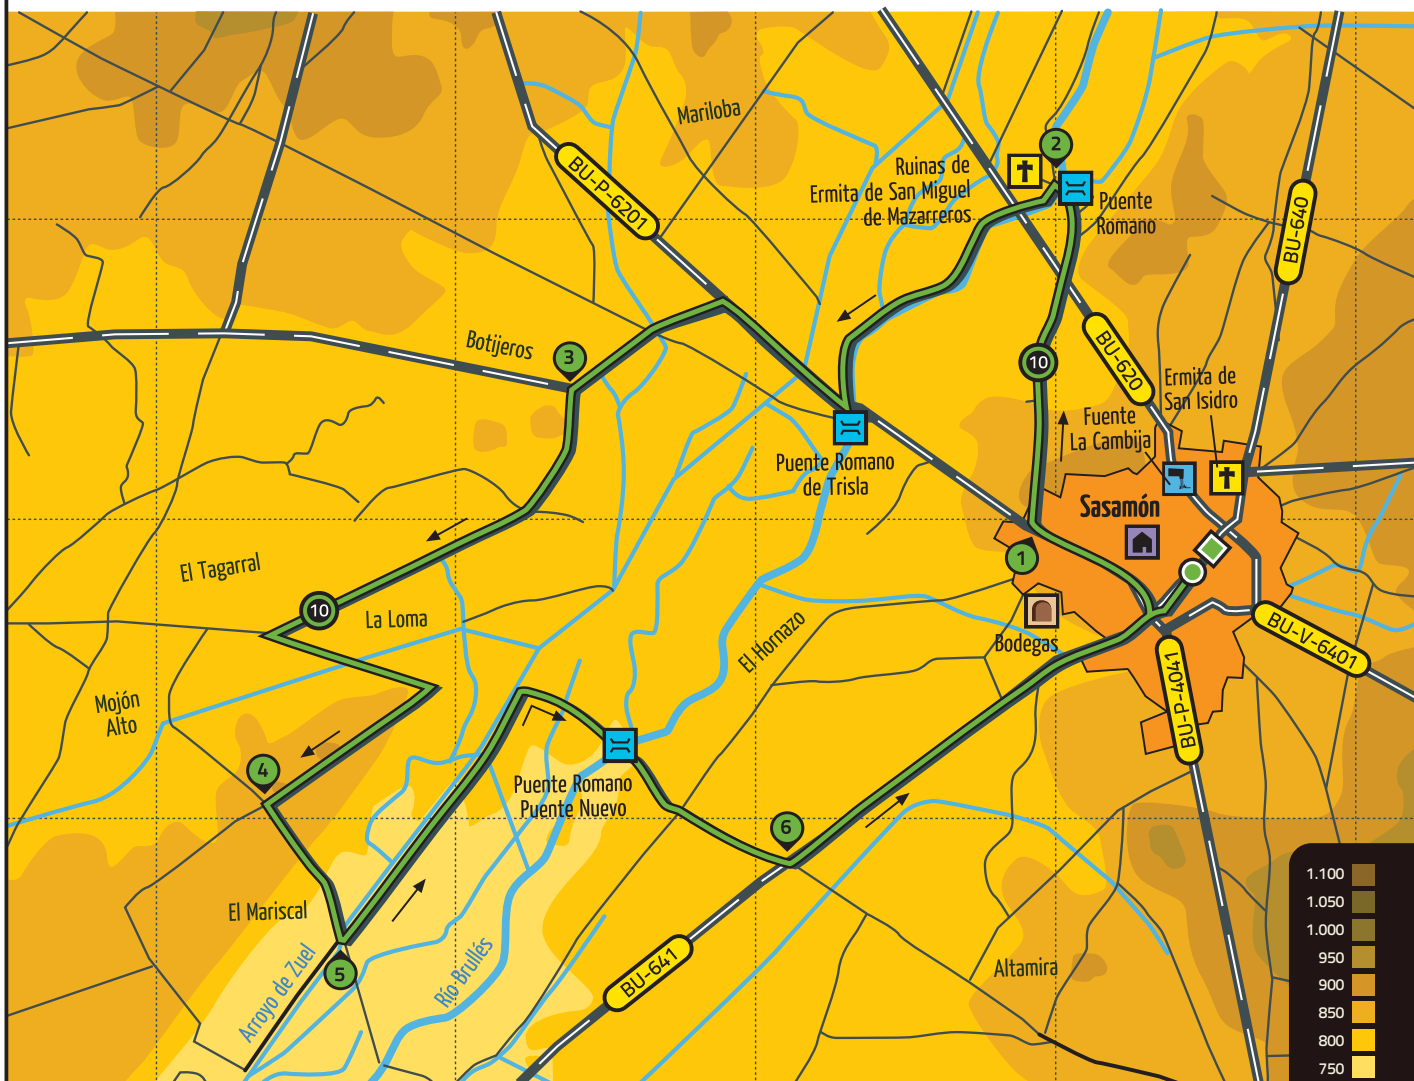 Mariloba
BU-P-6201
2
Ruinas de
Ermita de San Miguel
de Mazarreros
Puente
Romano
BU-640
Botijeros
3
10
BU-620
Ermita de
San Isidro
Fuente
La Cambija
Puente Romano
de Trisla
Sasamón
1
El Tagarral
10
La Loma
Bodegas
El Hornazo
BU-V-6401
BU-P-4041
Mojón
Alto
4
Puente Romano
Puente Nuevo
6
El Mariscal
5
Arroyo de Zuel
Río Brullés
BU-641
Altamira
1.100
1.050
1.000
950
900
850
800
750